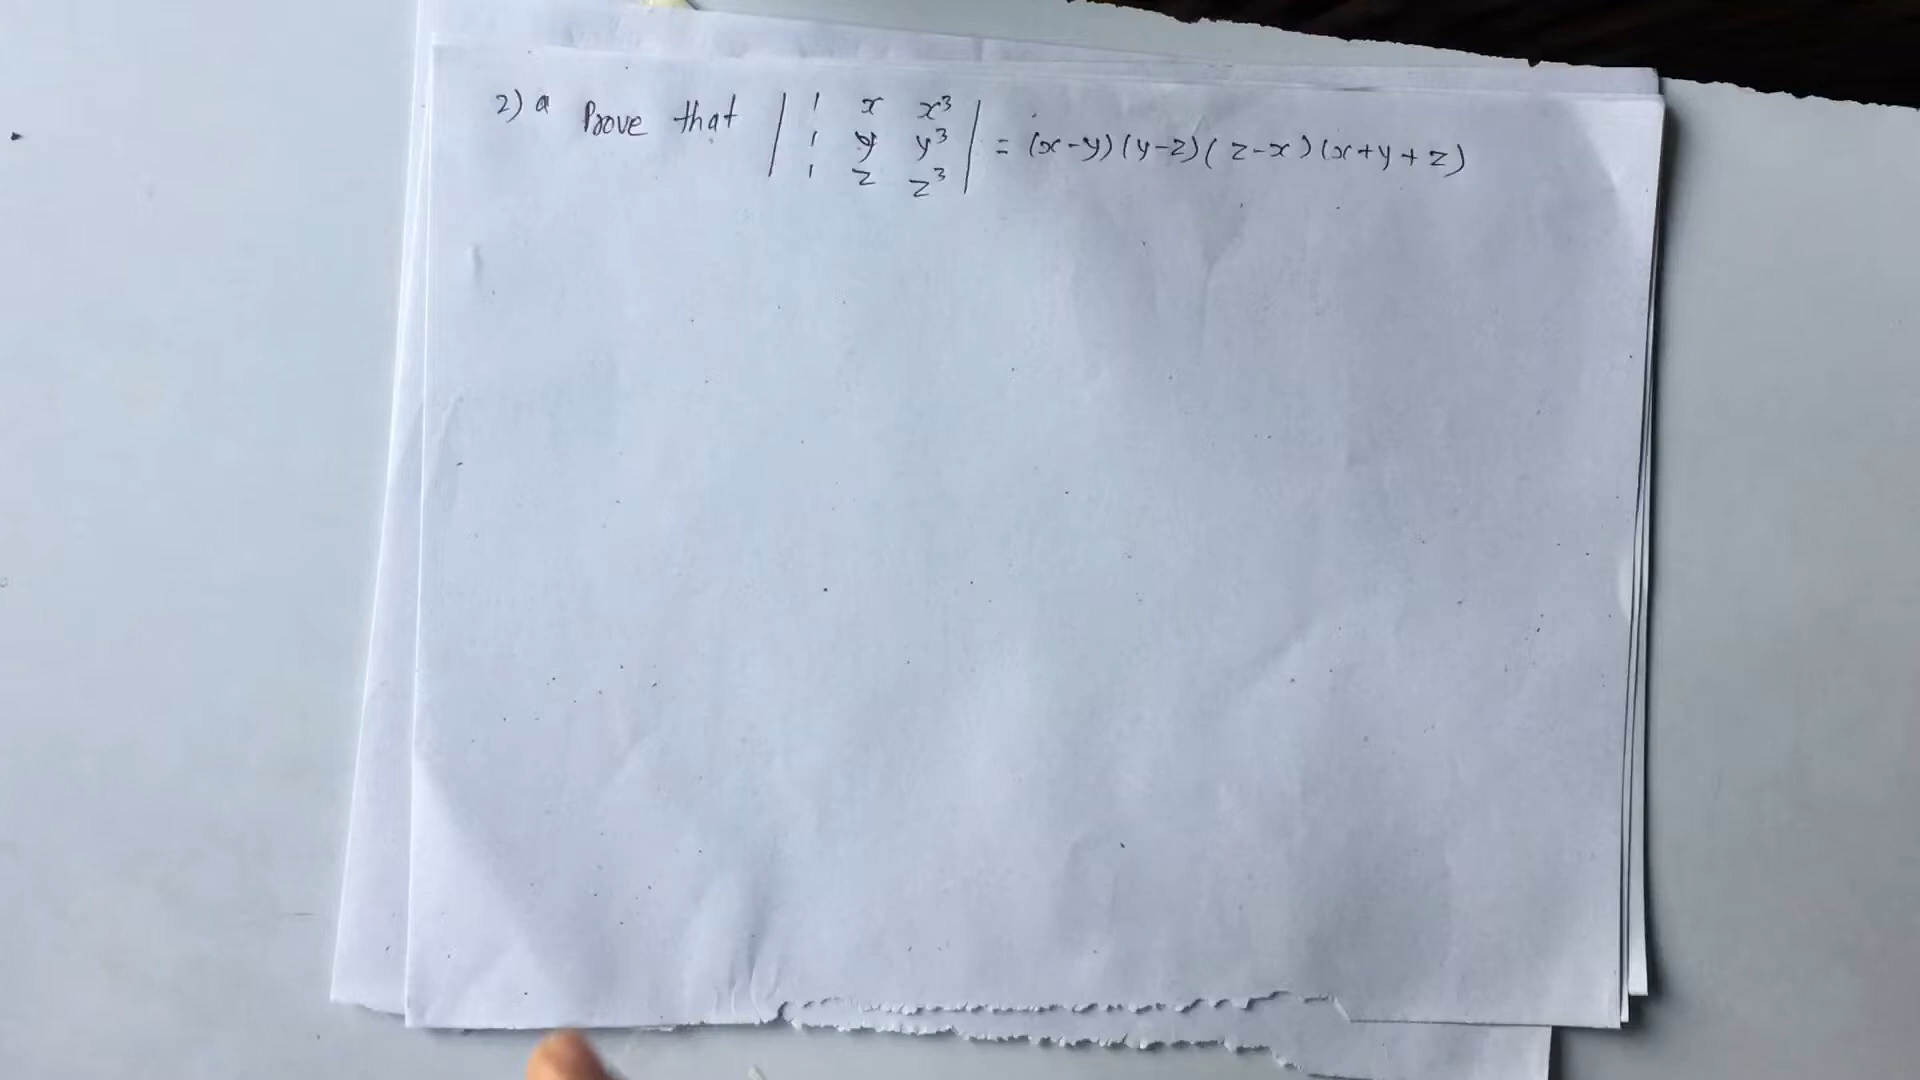 2) a Prove that | 1 x x³ |
| 1 y y³ | = (x-y)(y-z)(z-x)(x+y+z)
| 1 z z³ |